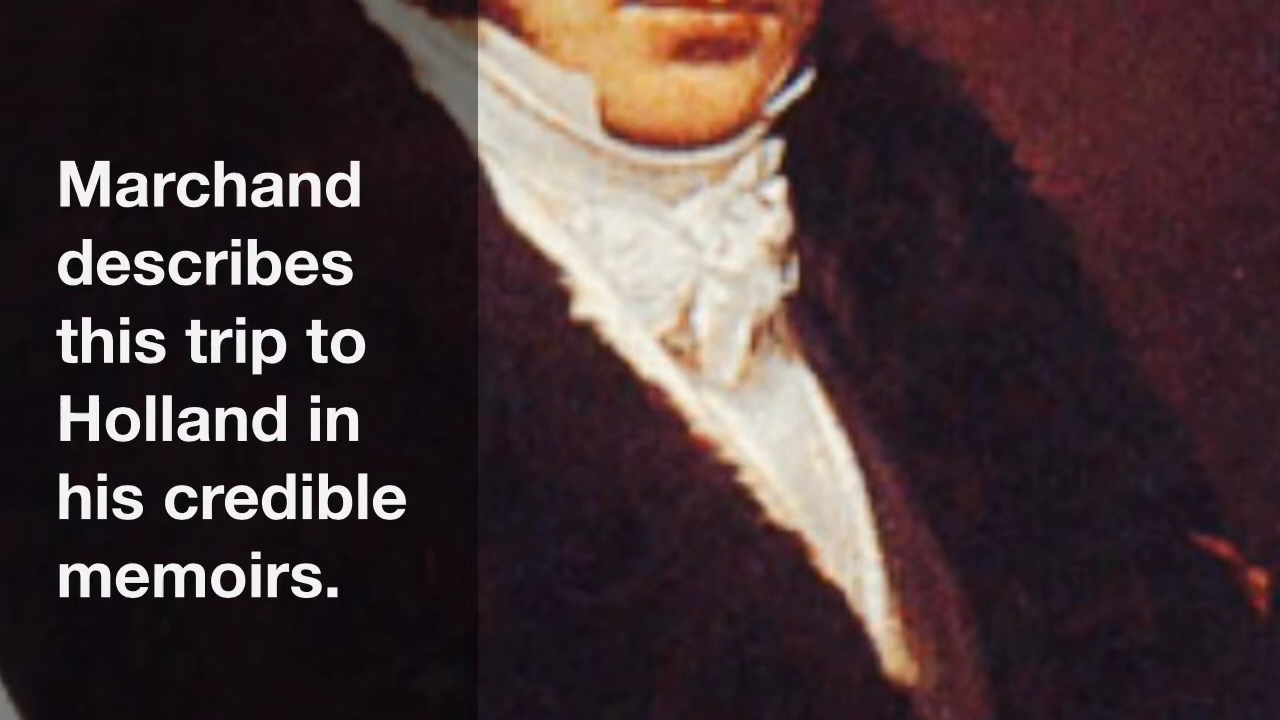 Marchand
describes
this trip to
Holland in
his credible
memoirs.